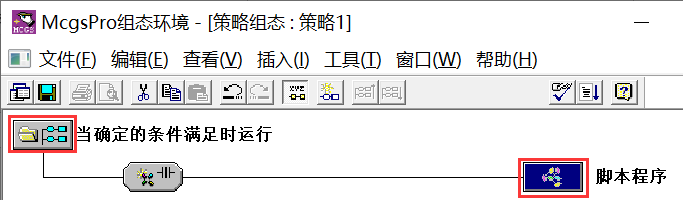 McgsPro组态环境 - [策略组态 : 策略1]
文件(F) 编辑(E) 查看(V) 插入(I) 工具(T) 窗口(W) 帮助(H)
当确定的条件满足时运行
脚本程序